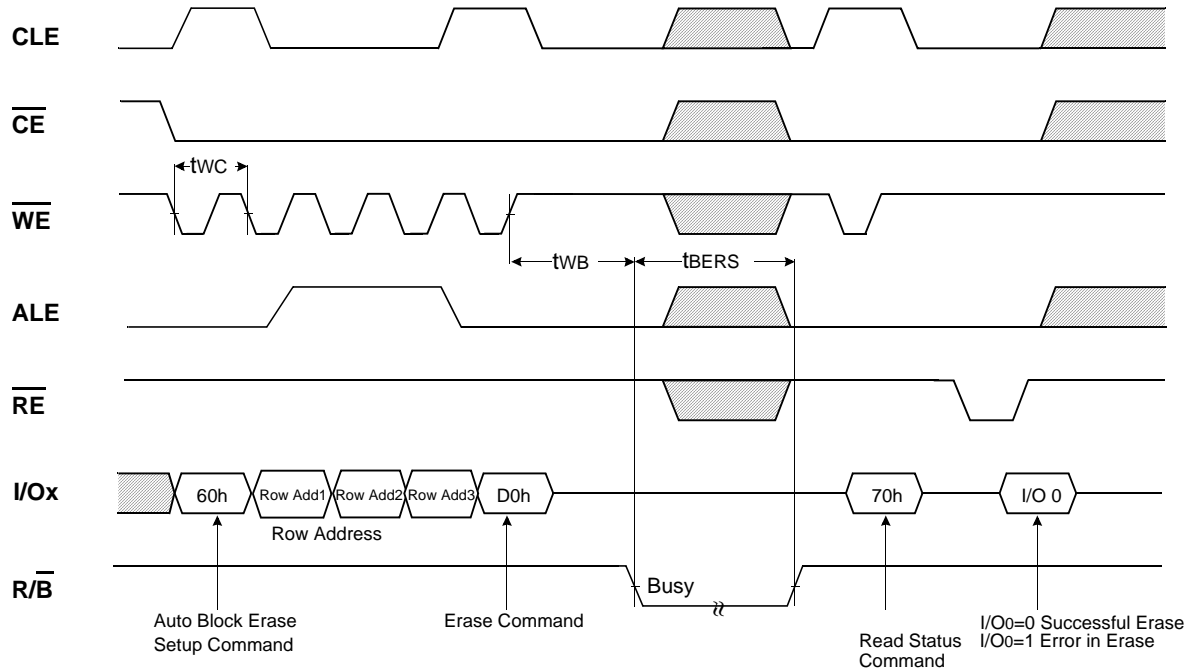 CLE
CE
tWC
WE
tWB
tBERS
ALE
RE
I/Ox
60h
Row Add1
Row Add2
Row Add3
D0h
70h
I/O 0
Row Address
R/B
Busy
Auto Block Erase
Setup Command
Erase Command
Read Status
Command
I/O0=0 Successful Erase
I/O0=1 Error in Erase